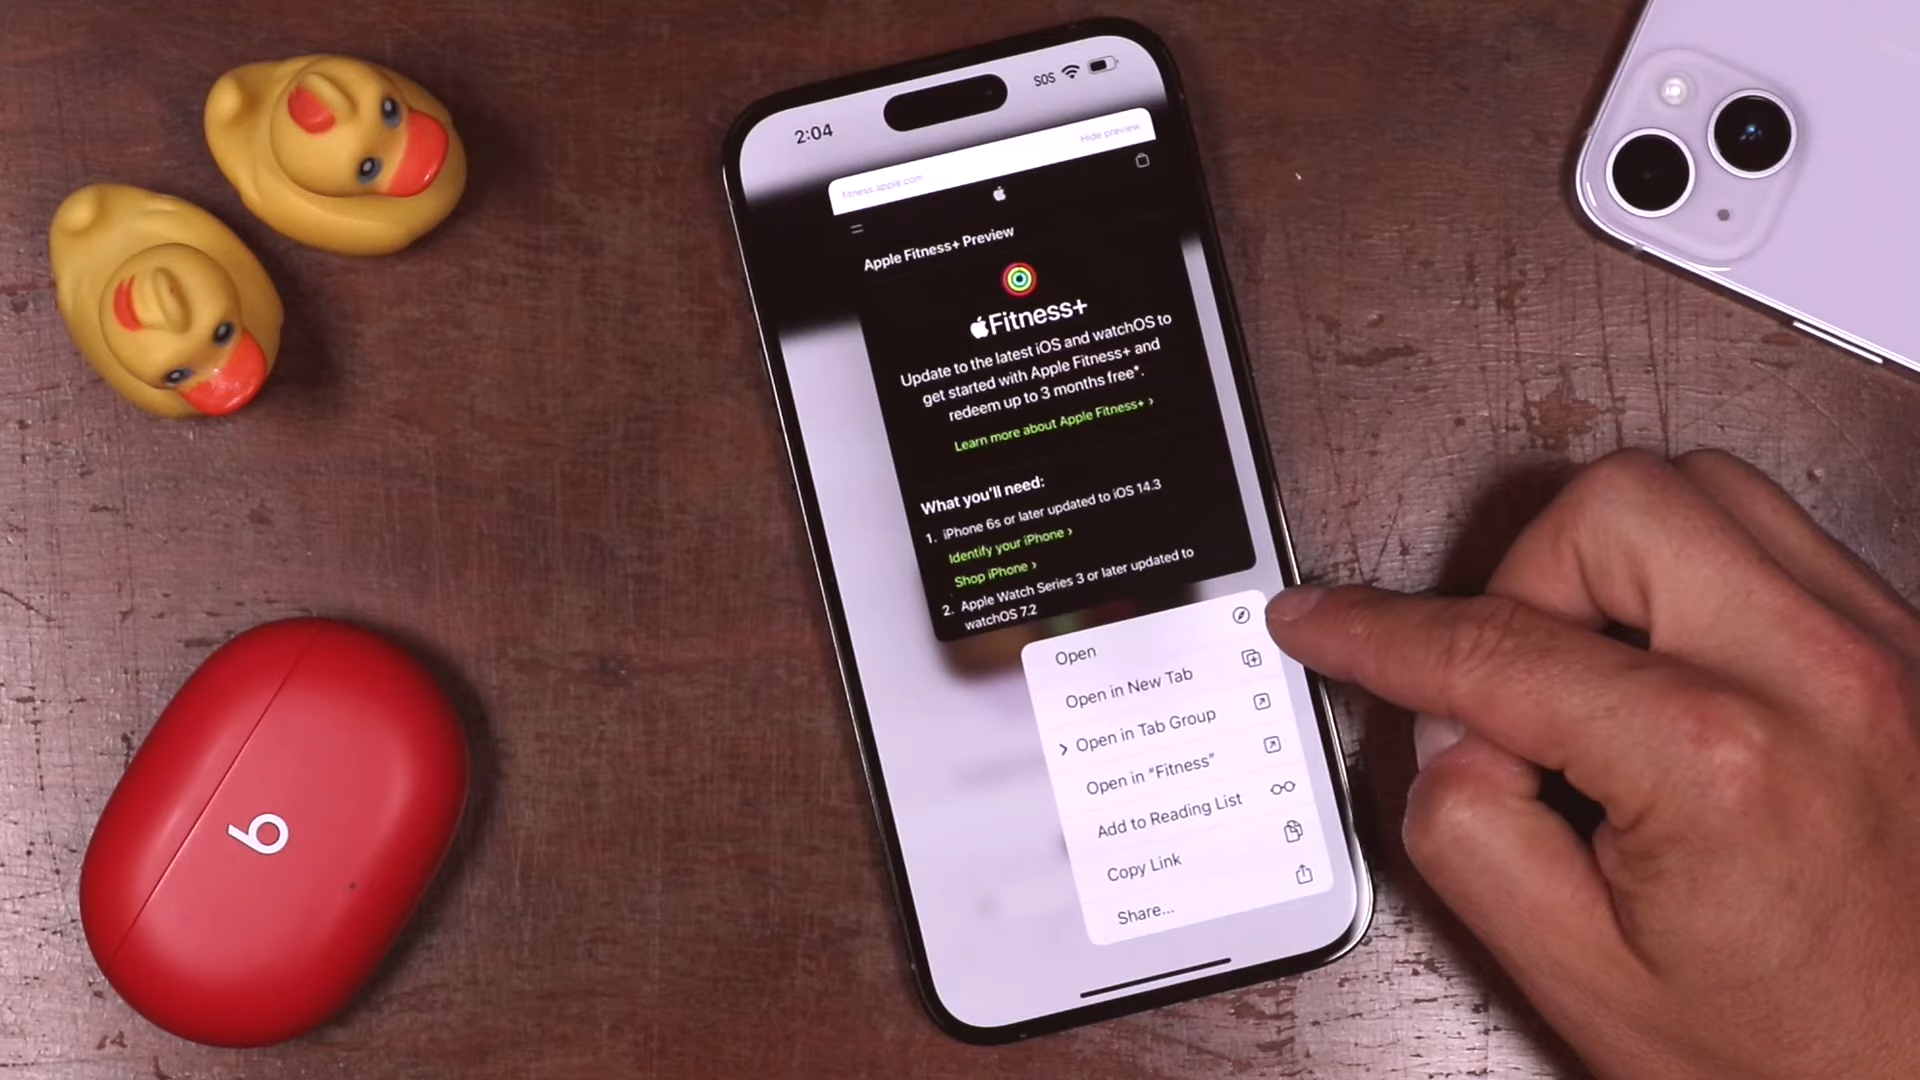 2:04
SOS
fitness.apple.com
Hide preview
Apple Fitness+ Preview
Fitness+
Update to the latest iOS and watchOS to
get started with Apple Fitness+ and
redeem up to 3 months free*.
Learn more about Apple Fitness+ ›
What you'll need:
1. iPhone 6s or later updated to iOS 14.3
Identify your iPhone ›
Shop iPhone ›
2. Apple Watch Series 3 or later updated to
watchOS 7.2
Open
Open in New Tab
› Open in Tab Group
Open in “Fitness”
Add to Reading List
Copy Link
Share...